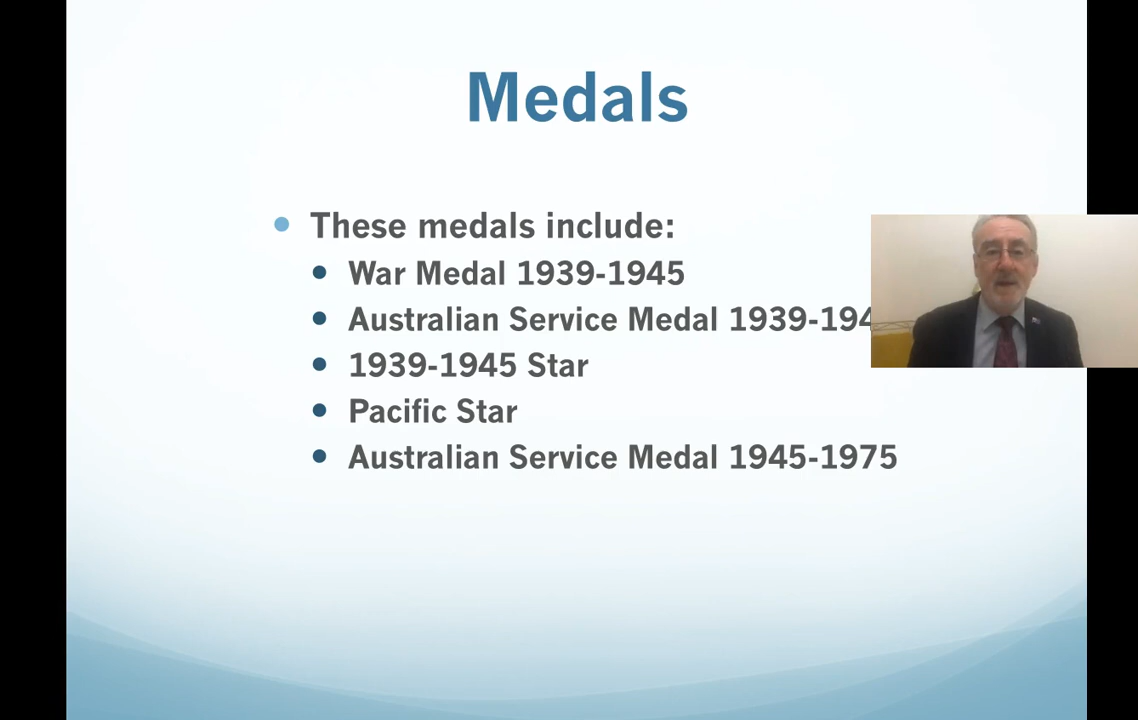 Medals
These medals include:
War Medal 1939-1945
Australian Service Medal 1939-194
1939-1945 Star
Pacific Star
Australian Service Medal 1945-1975